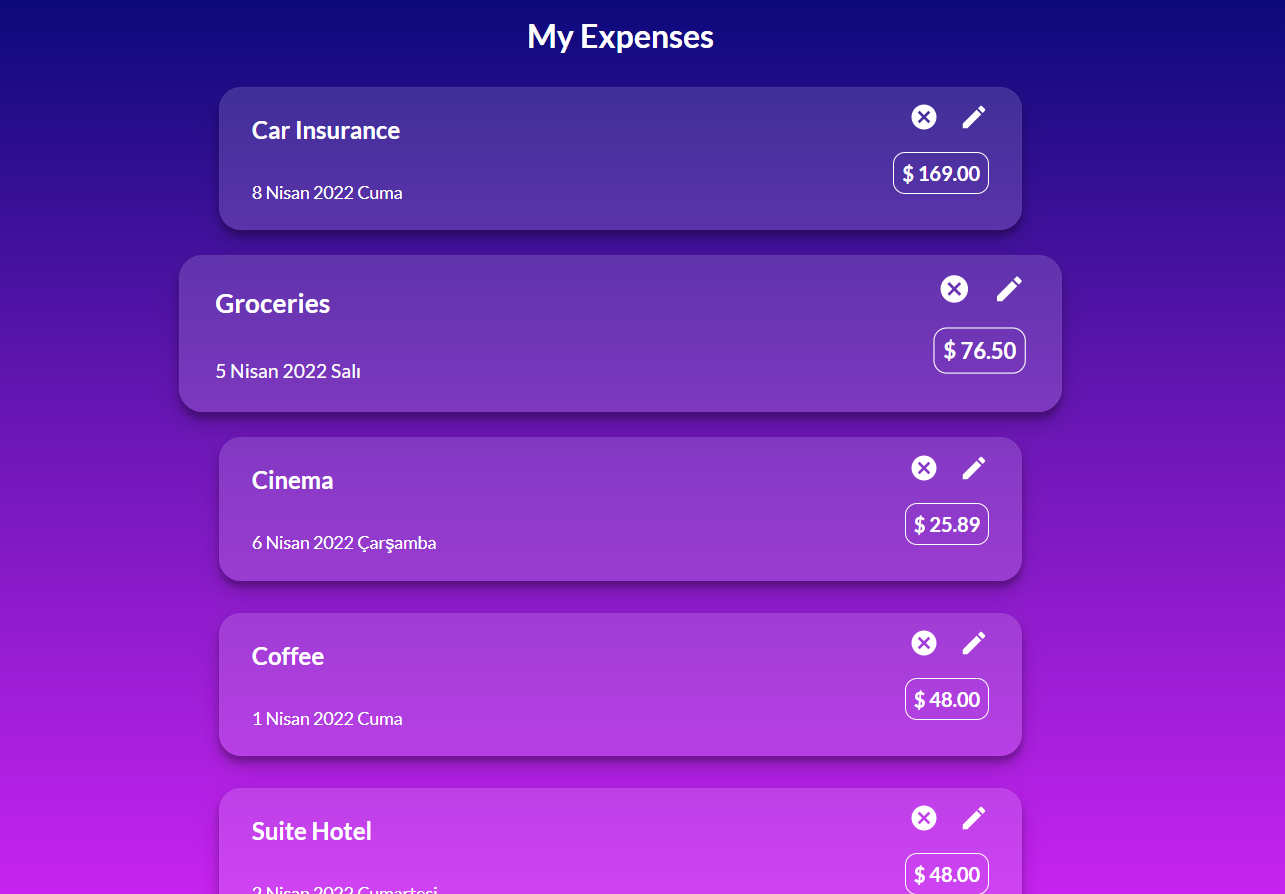 My Expenses
Car Insurance
8 Nisan 2022 Cuma
$ 169.00
Groceries
5 Nisan 2022 Salı
$ 76.50
Cinema
6 Nisan 2022 Çarşamba
$ 25.89
Coffee
1 Nisan 2022 Cuma
$ 48.00
Suite Hotel
2 Nisan 2022 Cumartesi
$ 48.00